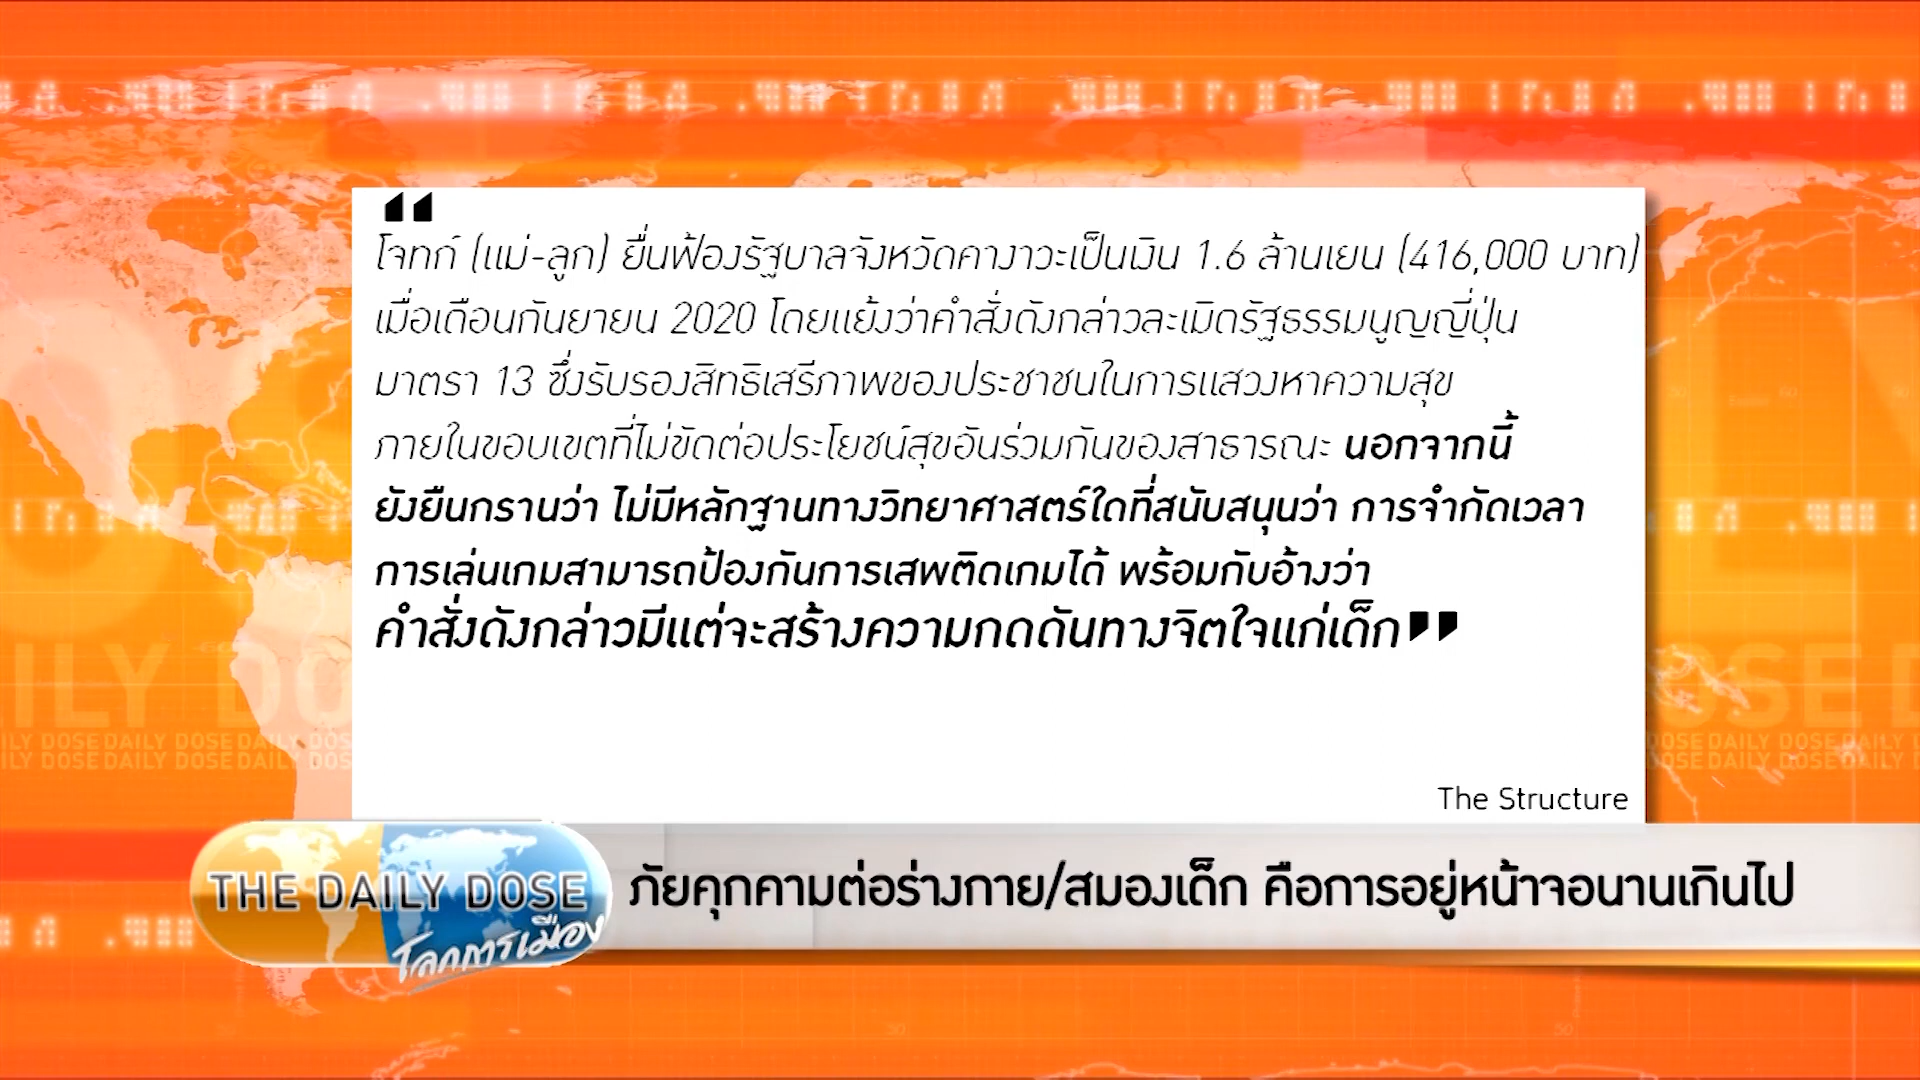 โจทก์ (แม่-ลูก) ยื่นฟ้องรัฐบาลจังหวัดคางาวะเป็นเงิน 1.6 ล้านเยน (416,000 บาท)
เมื่อเดือนกันยายน 2020 โดยแย้งว่าคำสั่งดังกล่าวละเมิดรัฐธรรมนูญญี่ปุ่น
มาตรา 13 ซึ่งรับรองสิทธิเสรีภาพของประชาชนในการแสวงหาความสุข
ภายในขอบเขตที่ไม่ขัดต่อประโยชน์สุขอันร่วมกันของสาธารณะ นอกจากนี้
ยังยืนกรานว่า ไม่มีหลักฐานทางวิทยาศาสตร์ใดที่สนับสนุนว่า การจำกัดเวลา
การเล่นเกมสามารถป้องกันการเสพติดเกมได้ พร้อมกับอ้างว่า
คำสั่งดังกล่าวมีแต่จะสร้างความกดดันทางจิตใจแก่เด็ก”
The Structure
THE DAILY DOSE
โลกการเมือง
ภัยคุกคามต่อร่างกาย/สมองเด็ก คือการอยู่หน้าจอนานเกินไป